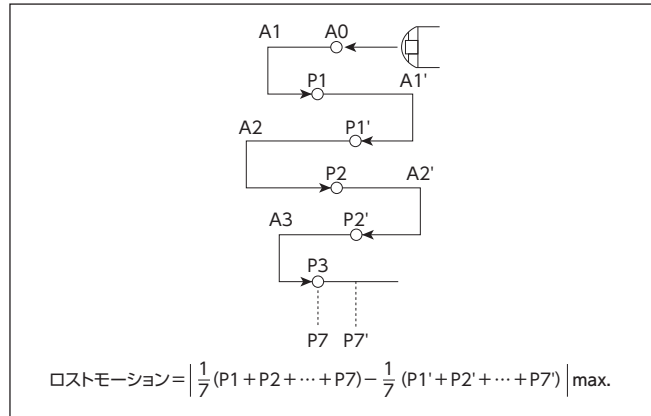 A1 A0
P1 A1'
A2 P1'
P2 A2'
A3 P2'
P3
P7 P7'
ロストモーション=| 1/7 (P1+P2+…+P7)− 1/7 (P1'+P2'+…+P7') | max.